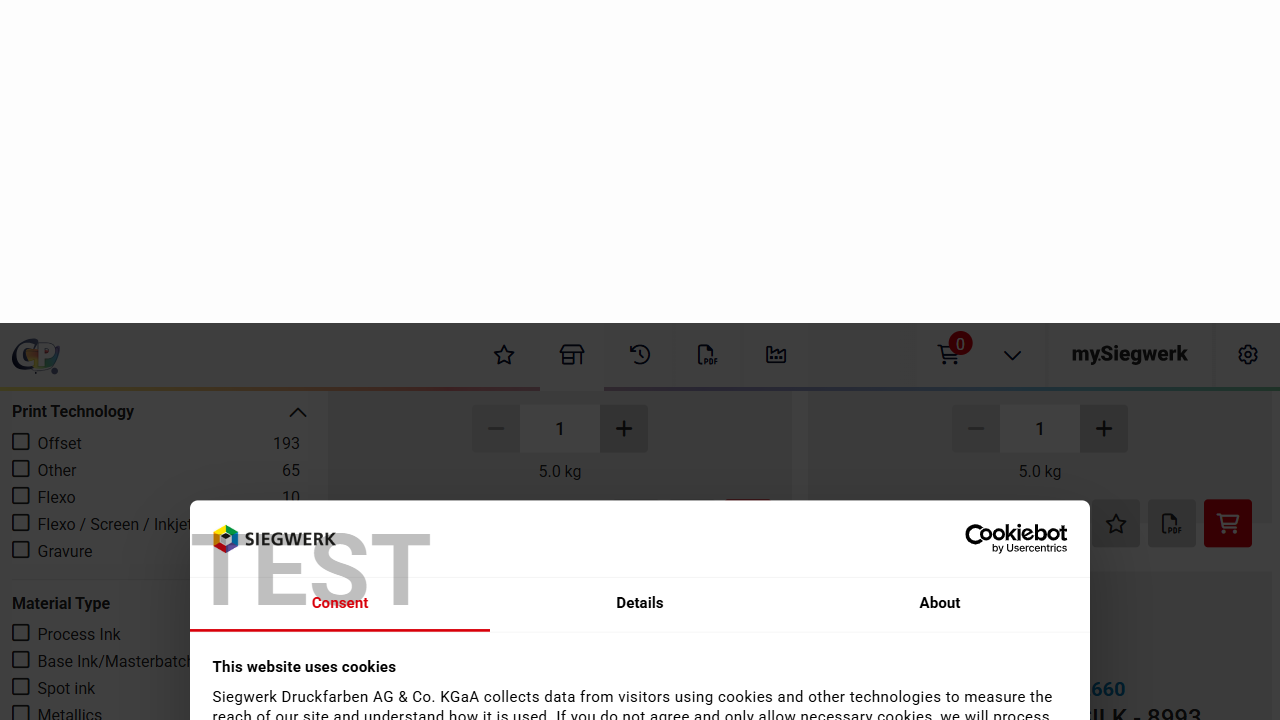 0
mySiegwerk
Print Technology
Offset 193
Other 65
Flexo 10
Flexo / Screen / Inkjet
Gravure
Material Type
Process Ink
Base Ink/Masterbatch
Spot ink
Metallics
1
5.0 kg
1
5.0 kg
PDF
PDF
SIEGWERK
Cookiebot
by Usercentrics
TEST
Consent
Details
About
This website uses cookies
Siegwerk Druckfarben AG & Co. KGaA collects data from visitors using cookies and other technologies to measure the
reach of our site and understand how it is used. If you do not agree and only allow necessary cookies, we will process
660
- 8993